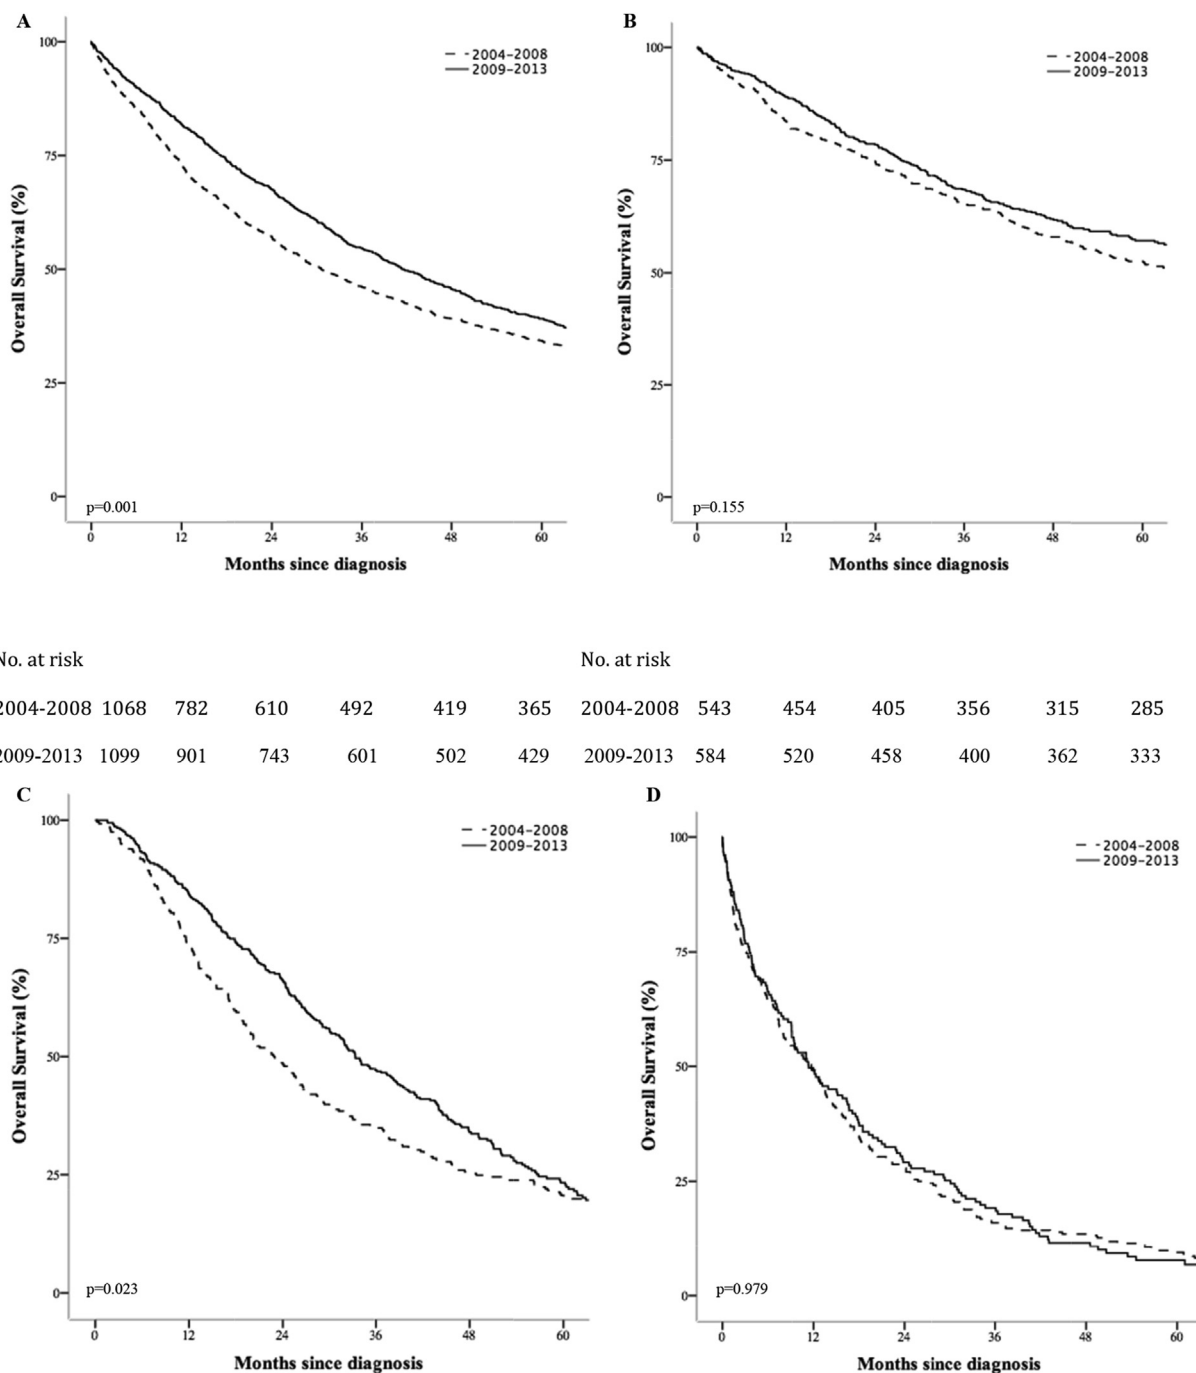 A
100
75
50
25
0
Overall Survival (%)
2004-2008
2009-2013
p=0.001
0 12 24 36 48 60
Months since diagnosis
B
100
75
50
25
0
Overall Survival (%)
2004-2008
2009-2013
p=0.155
0 12 24 36 48 60
Months since diagnosis
No. at risk
2004-2008 1068 782 610 492 419 365
2009-2013 1099 901 743 601 502 429
No. at risk
2004-2008 543 454 405 356 315 285
2009-2013 584 520 458 400 362 333
C
100
75
50
25
0
Overall Survival (%)
2004-2008
2009-2013
p=0.023
0 12 24 36 48 60
Months since diagnosis
D
100
75
50
25
0
Overall Survival (%)
2004-2008
2009-2013
p=0.979
0 12 24 36 48 60
Months since diagnosis